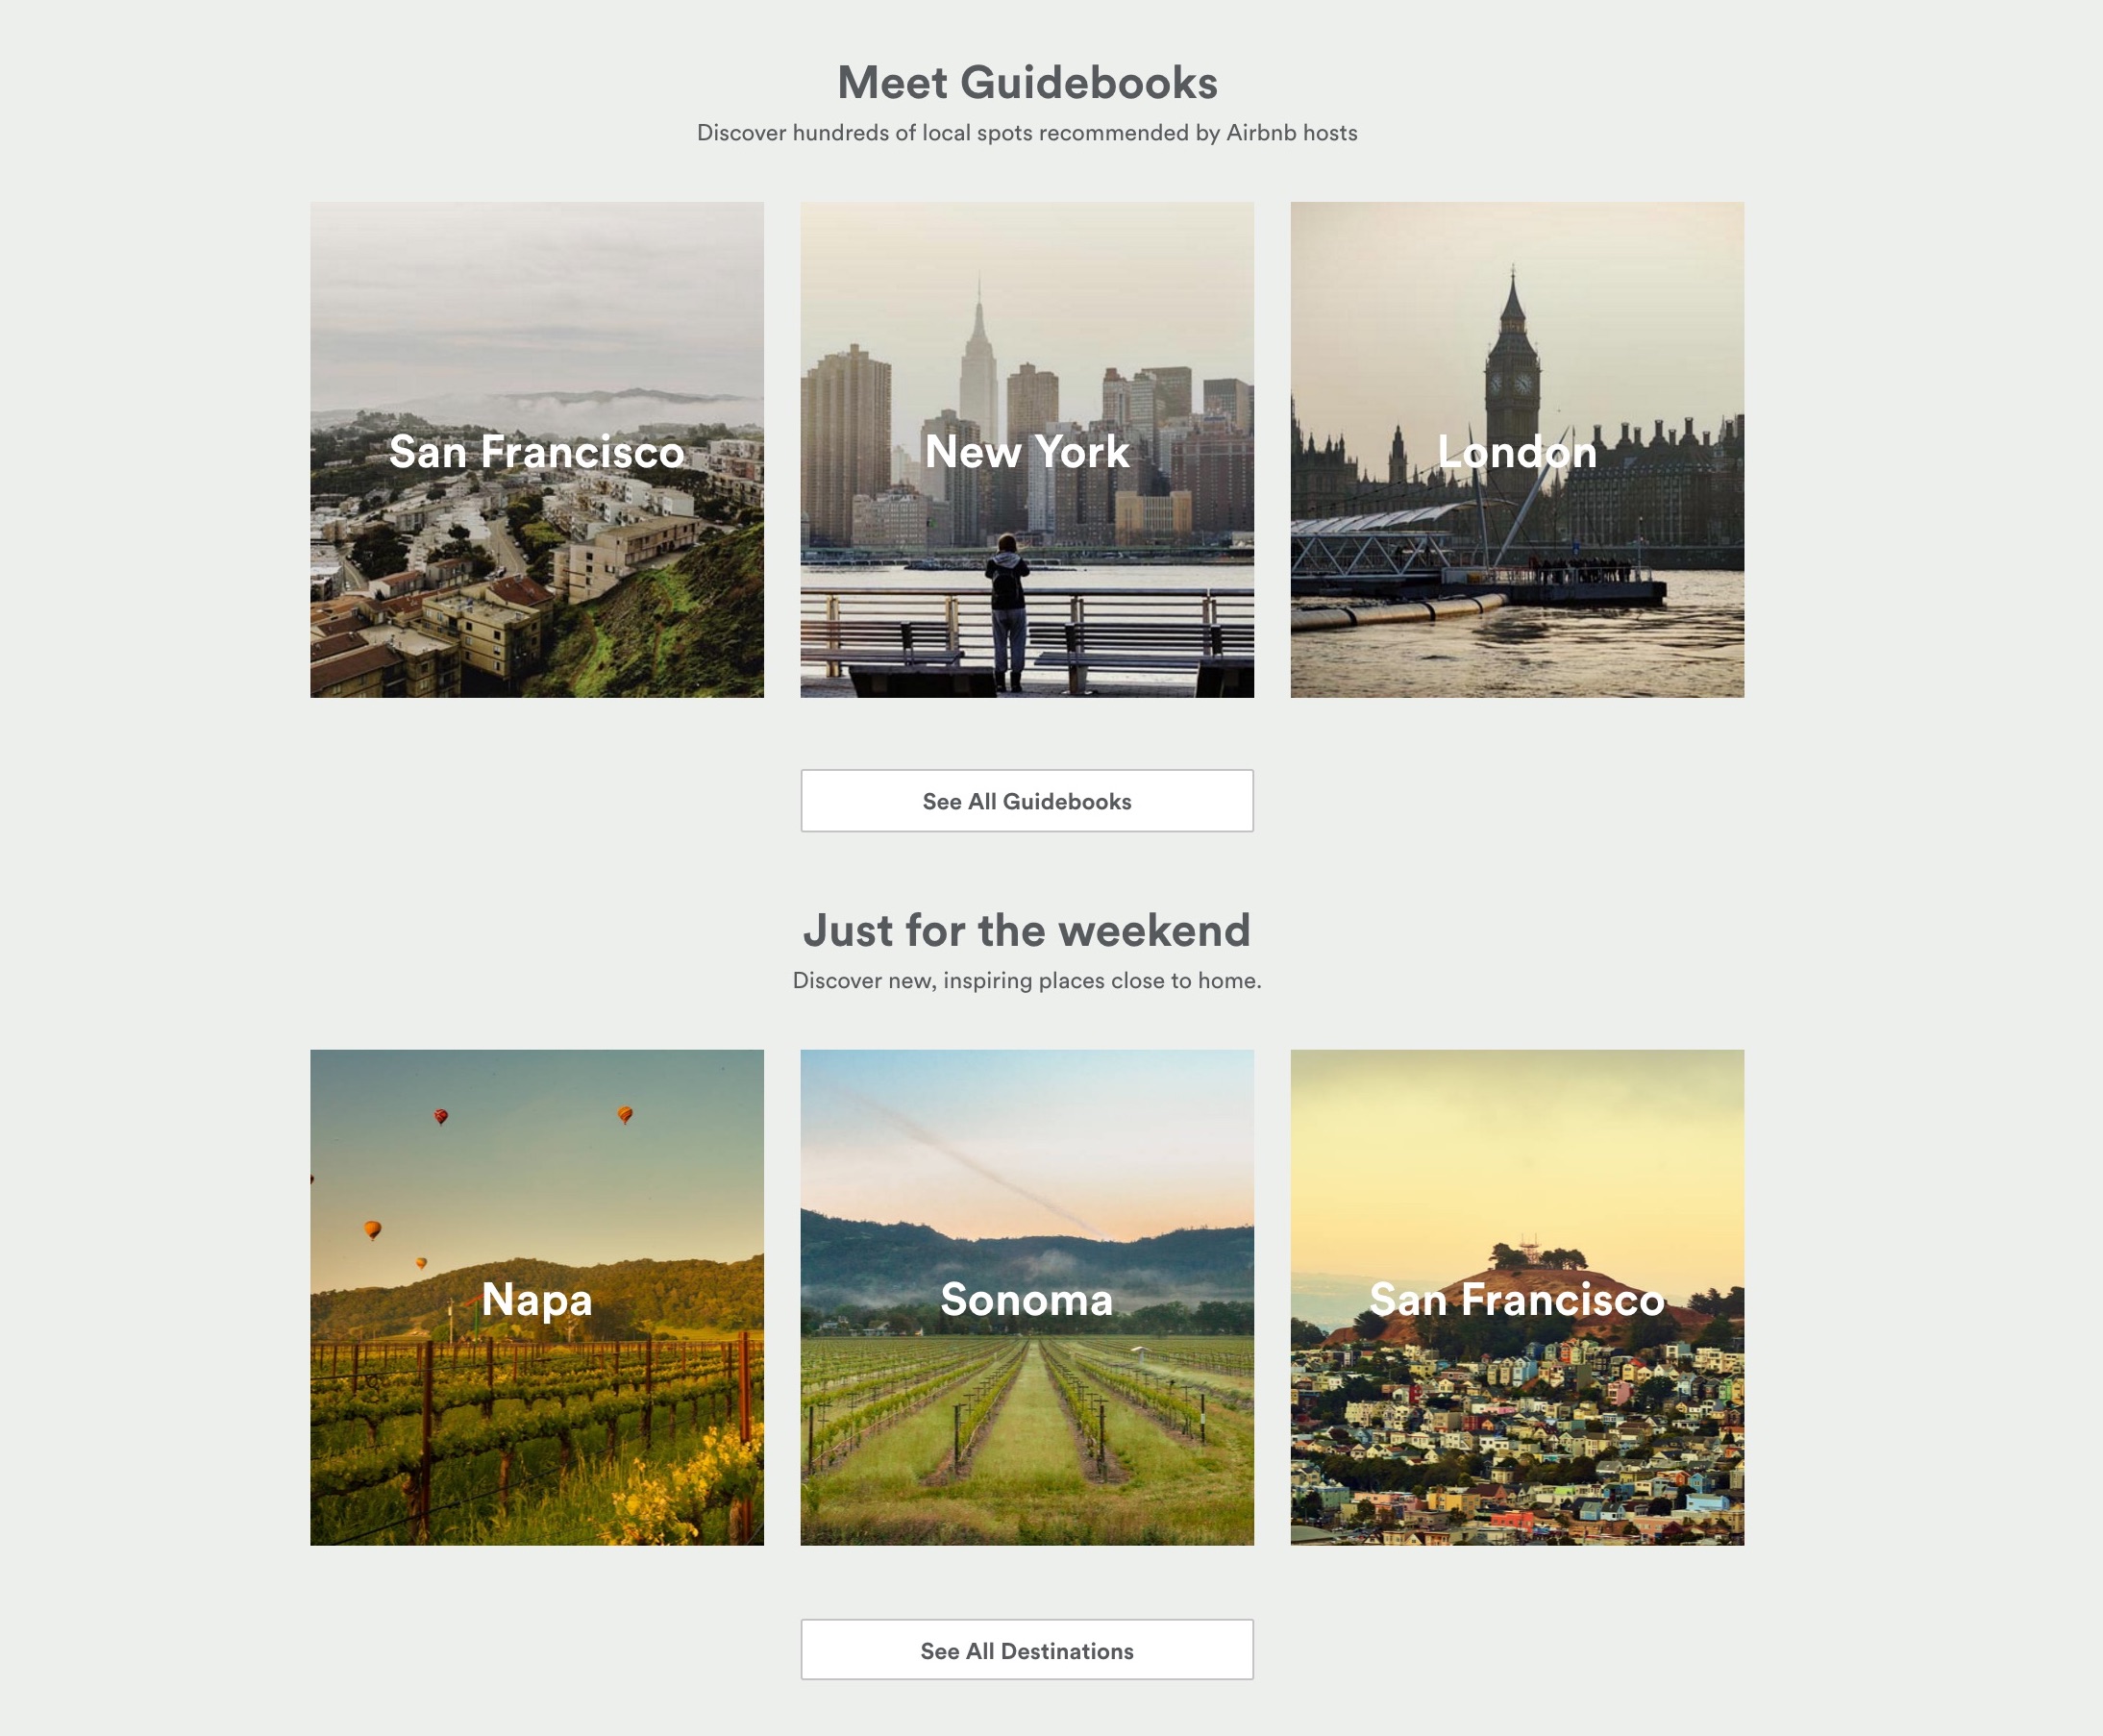 Meet Guidebooks
Discover hundreds of local spots recommended by Airbnb hosts
San Francisco
New York
London
See All Guidebooks
Just for the weekend
Discover new, inspiring places close to home.
Napa
Sonoma
San Francisco
See All Destinations